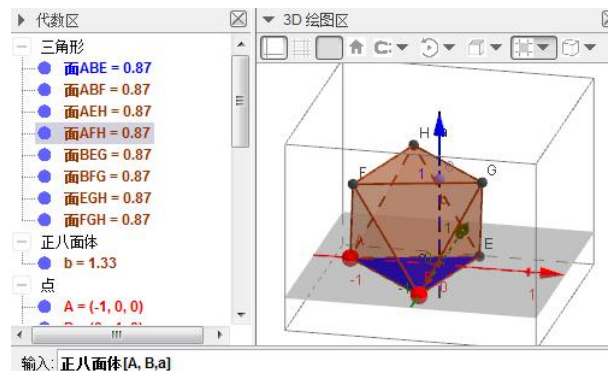 代数区
三角形
面ABE = 0.87
面ABF = 0.87
面AEH = 0.87
面AFH = 0.87
面BEG = 0.87
面BFG = 0.87
面EGH = 0.87
面FGH = 0.87
正八面体
b = 1.33
点
A = (-1, 0, 0)
3D 绘图区
H
a
F
1
G
E
-1
0
1
输入: 正八面体[A, B,a]